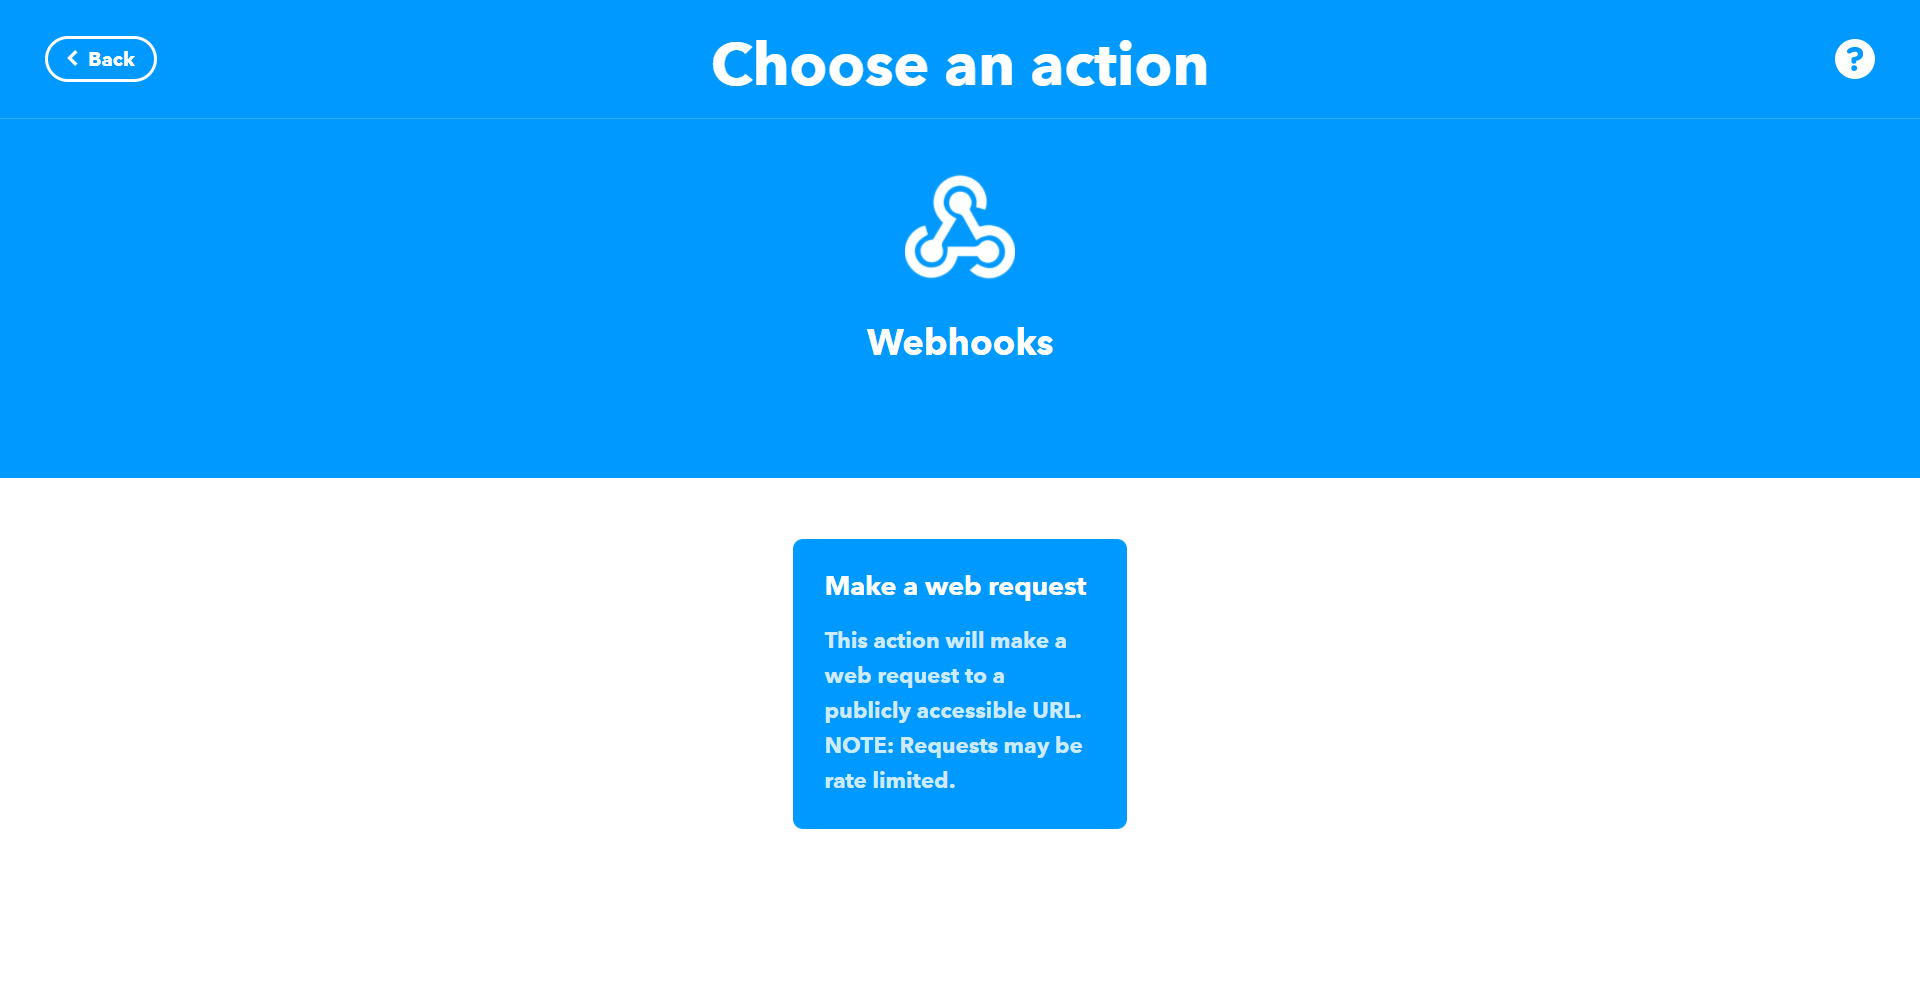 Back
Choose an action
?
Webhooks
Make a web request
This action will make a
web request to a
publicly accessible URL.
NOTE: Requests may be
rate limited.